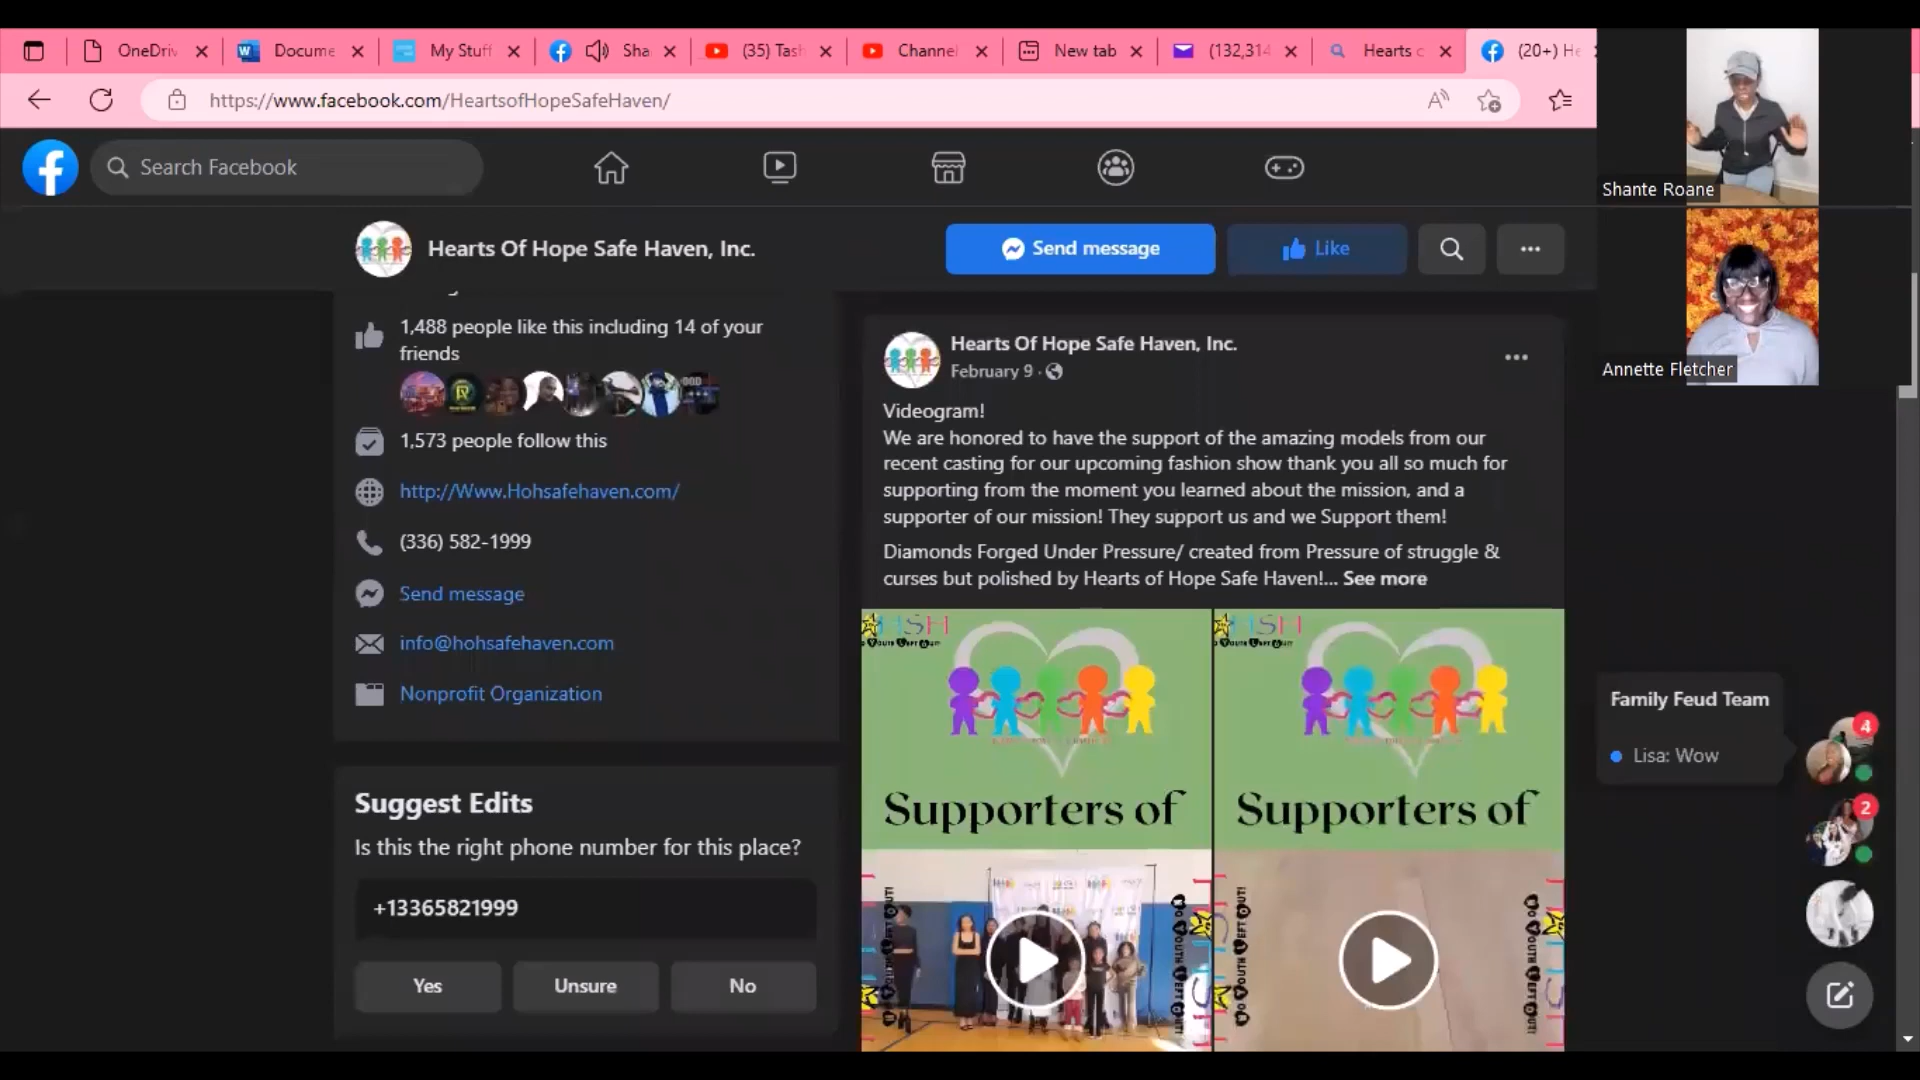 OneDriv
Docume
My Stuff
Sha
(35) Tash
Channel
New tab
(132,314
Hearts c
(20+) He
https://www.facebook.com/HeartsofHopeSafeHaven/
Search Facebook
Shante Roane
Annette Fletcher
Hearts Of Hope Safe Haven, Inc.
Send message
Like
1,488 people like this including 14 of your
friends
1,573 people follow this
http://Www.Hohsafehaven.com/
(336) 582-1999
Send message
info@hohsafehaven.com
Nonprofit Organization
Suggest Edits
Is this the right phone number for this place?
+13365821999
Yes
Unsure
No
Hearts Of Hope Safe Haven, Inc.
February 9 ·
Videogram!
We are honored to have the support of the amazing models from our
recent casting for our upcoming fashion show thank you all so much for
supporting from the moment you learned about the mission, and a
supporter of our mission! They support us and we Support them!
Diamonds Forged Under Pressure/ created from Pressure of struggle &
curses but polished by Hearts of Hope Safe Haven!... See more
Supporters of
Supporters of
Family Feud Team
Lisa: Wow
4
2